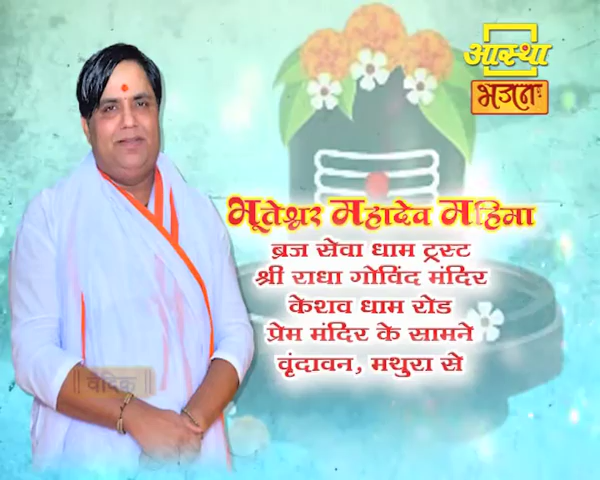 आस्था
भजन
भूतेश्वर महादेव महिमा
ब्रज सेवा धाम ट्रस्ट
श्री राधा गोविंद मंदिर
केशव धाम रोड
प्रेम मंदिर के सामने
वृंदावन, मथुरा से
|| वैदिक ||